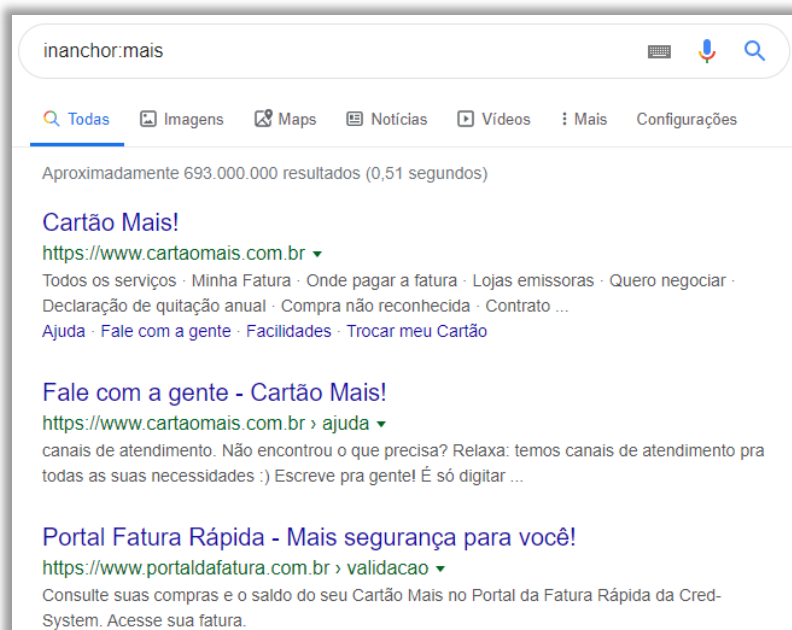 inanchor:mais
Todas Imagens Maps Notícias Vídeos Mais Configurações
Aproximadamente 693.000.000 resultados (0,51 segundos)
Cartão Mais!
https://www.cartaomais.com.br
Todos os serviços · Minha Fatura · Onde pagar a fatura · Lojas emissoras · Quero negociar ·
Declaração de quitação anual · Compra não reconhecida · Contrato ...
Ajuda · Fale com a gente · Facilidades · Trocar meu Cartão
Fale com a gente - Cartão Mais!
https://www.cartaomais.com.br › ajuda
canais de atendimento. Não encontrou o que precisa? Relaxa: temos canais de atendimento pra
todas as suas necessidades :) Escreve pra gente! É só digitar ...
Portal Fatura Rápida - Mais segurança para você!
https://www.portaldafatura.com.br › validacao
Consulte suas compras e o saldo do seu Cartão Mais no Portal da Fatura Rápida da Cred-
System. Acesse sua fatura.